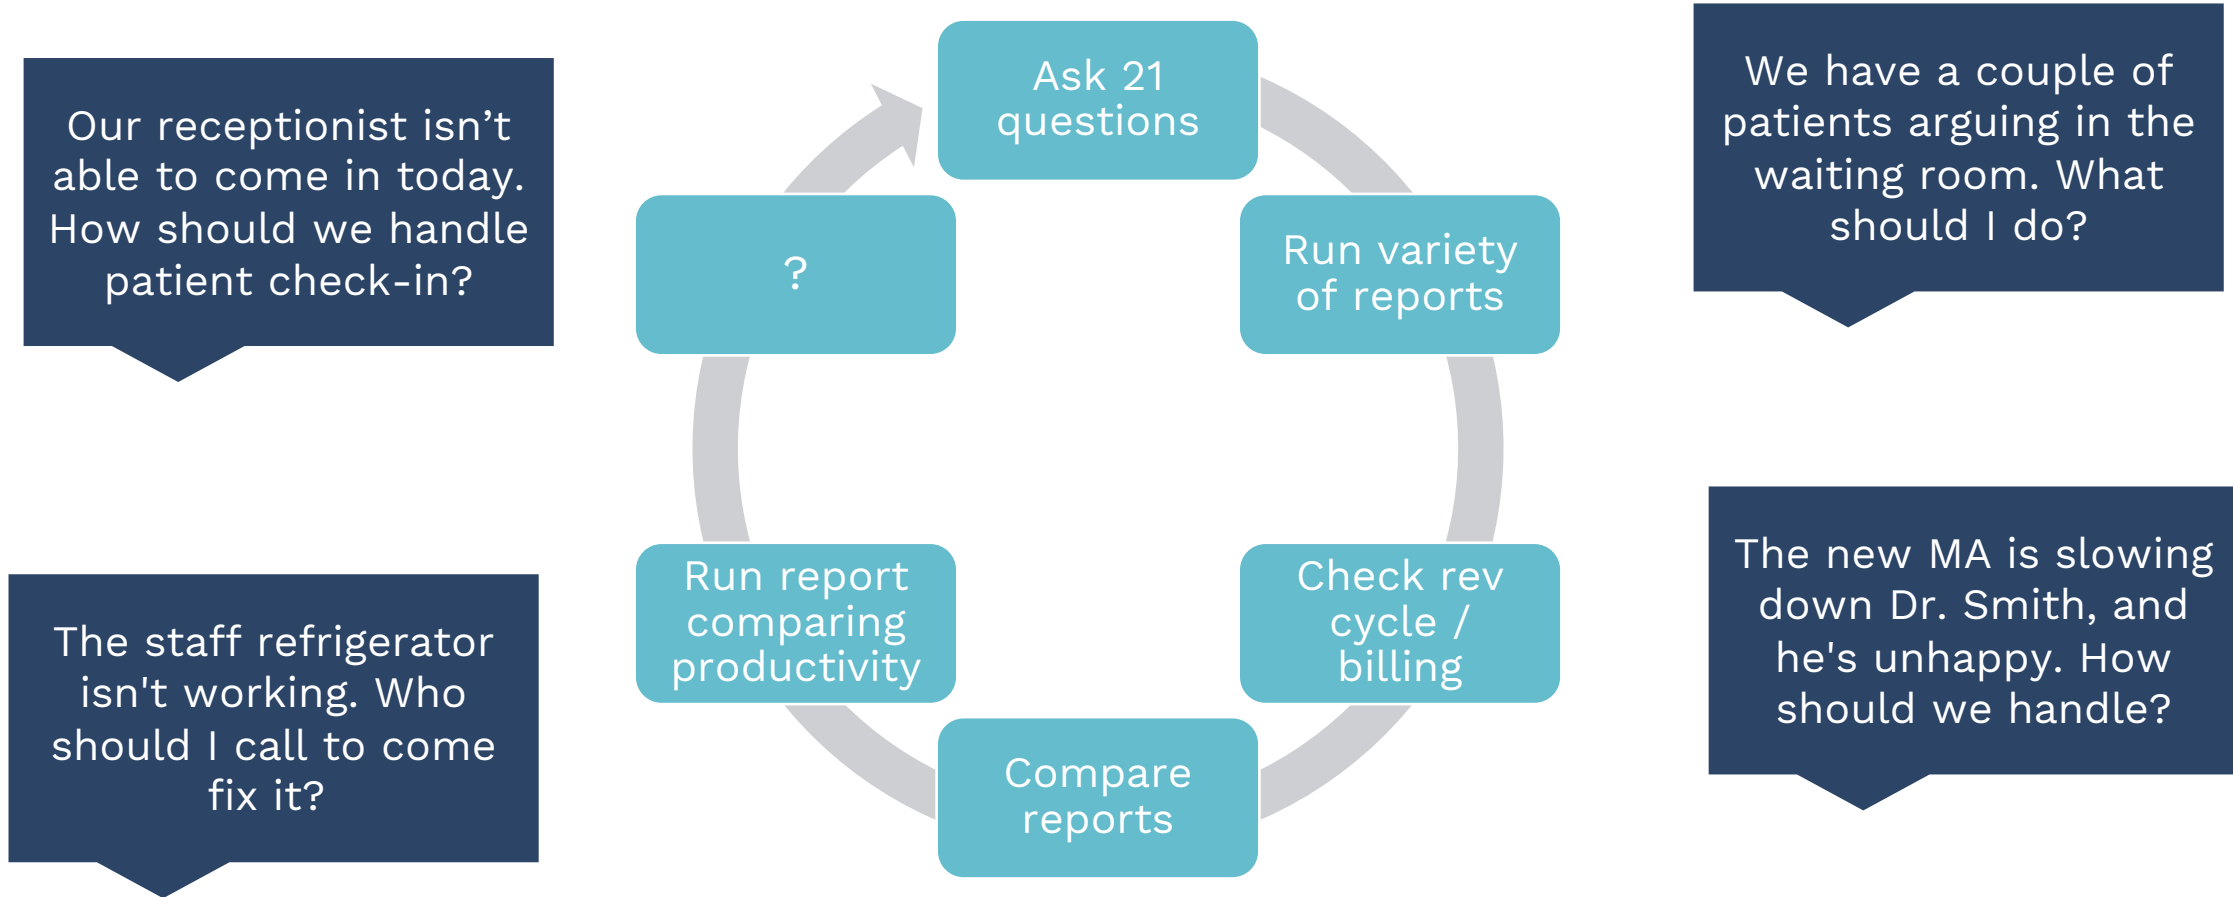 Our receptionist isn’t
able to come in today.
How should we handle
patient check-in?
The staff refrigerator
isn't working. Who
should I call to come
fix it?
Ask 21
questions
Run variety
of reports
Check rev
cycle /
billing
Compare
reports
Run report
comparing
productivity
?
We have a couple of
patients arguing in the
waiting room. What
should I do?
The new MA is slowing
down Dr. Smith, and
he's unhappy. How
should we handle?